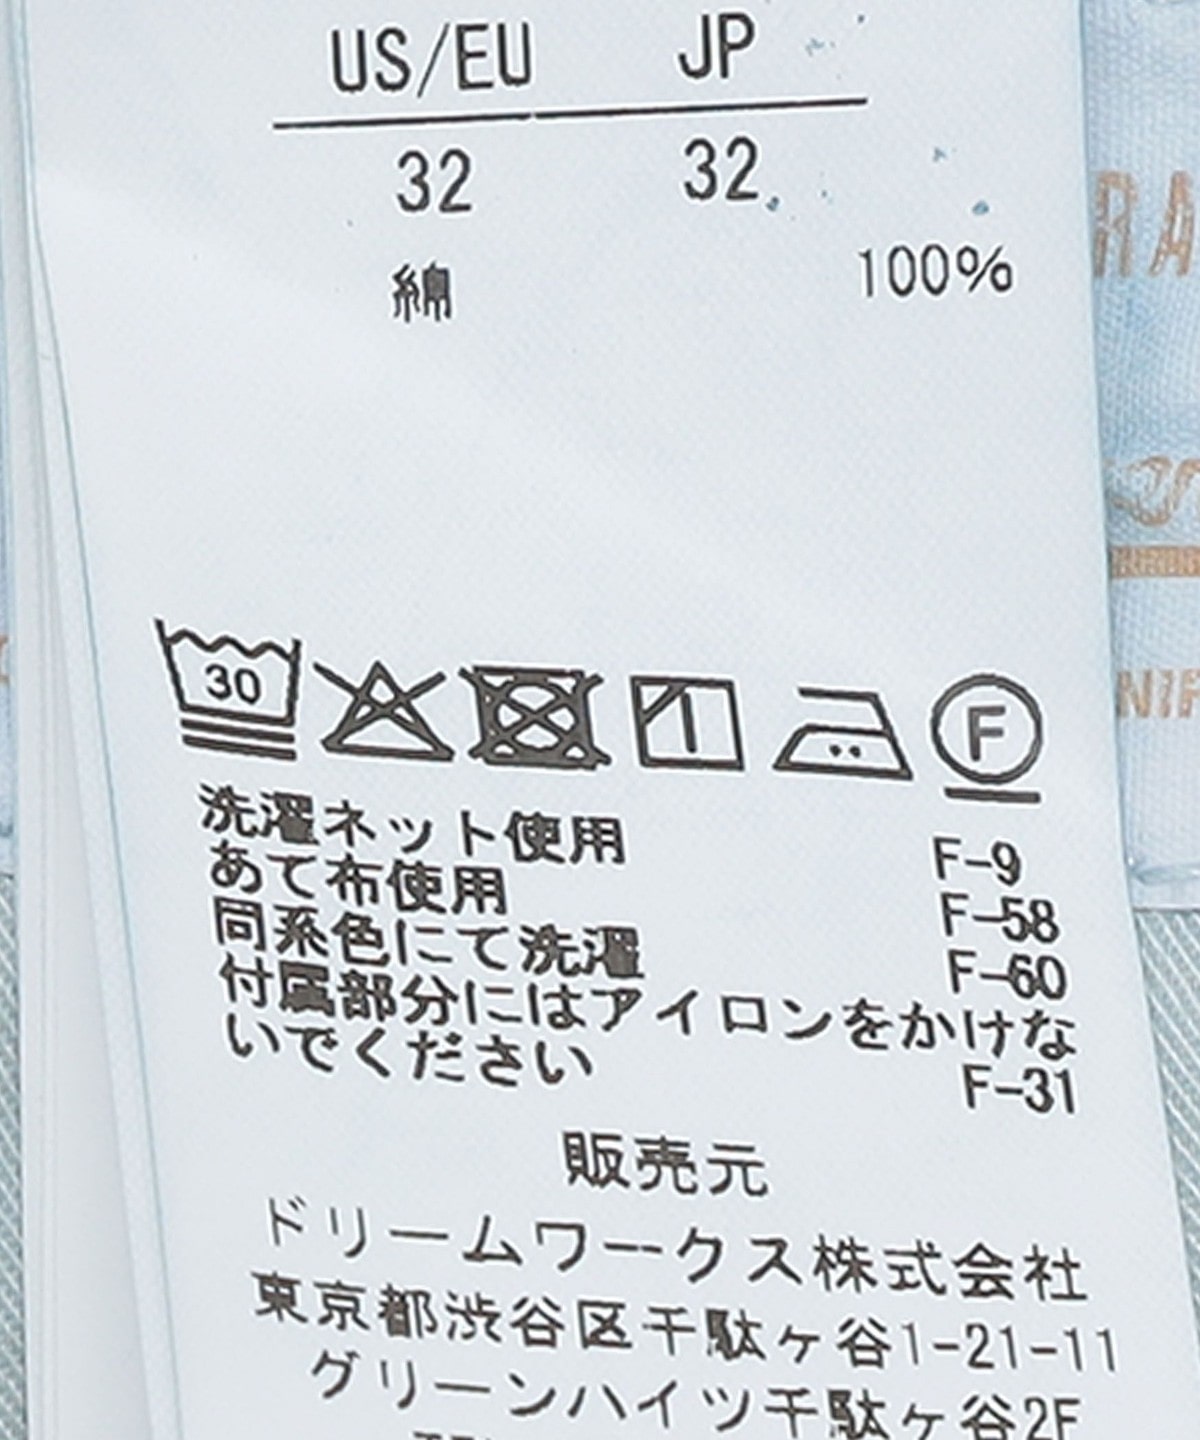 US/EU JP
32 32
綿 100%
30
F
洗濯ネット使用 F-9
あて布使用 F-58
同系色にて洗濯 F-60
付属部分にはアイロンをかけな
いでください F-31
販売元
ドリームワークス株式会社
東京都渋谷区千駄ヶ谷1-21-11
グリーンハイツ千駄ヶ谷2F
RA